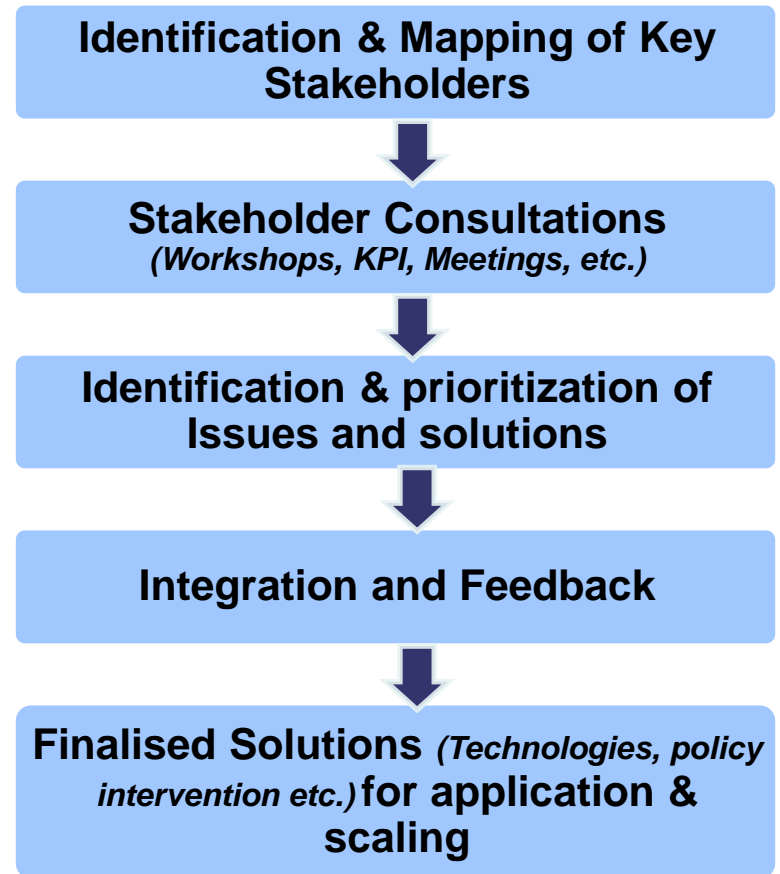 Identification & Mapping of Key
Stakeholders
Stakeholder Consultations
(Workshops, KPI, Meetings, etc.)
Identification & prioritization of
Issues and solutions
Integration and Feedback
Finalised Solutions (Technologies, policy
intervention etc.) for application &
scaling